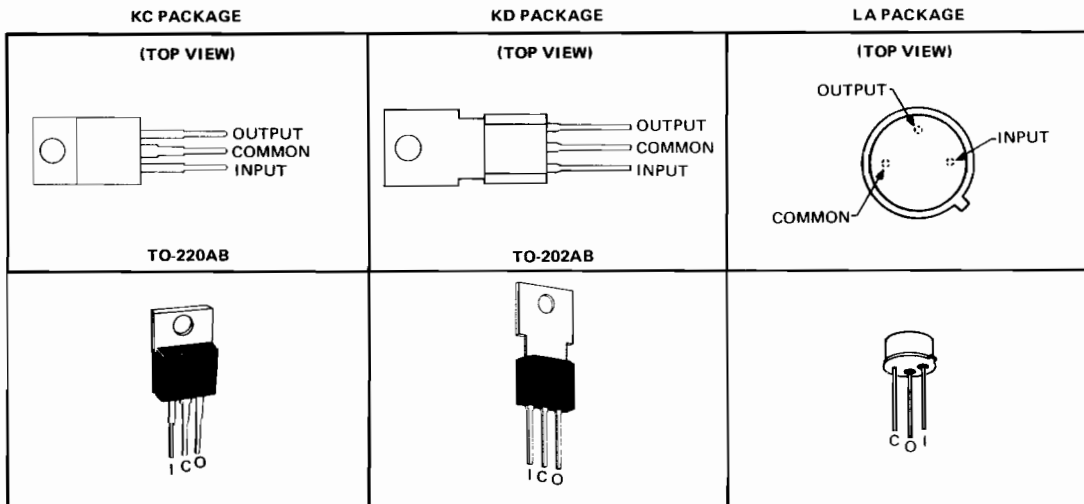 KC PACKAGE
KD PACKAGE
LA PACKAGE
(TOP VIEW)
OUTPUT
COMMON
INPUT
TO-220AB
(TOP VIEW)
OUTPUT
COMMON
INPUT
TO-202AB
(TOP VIEW)
OUTPUT
INPUT
COMMON
I C O
I C O
C O I